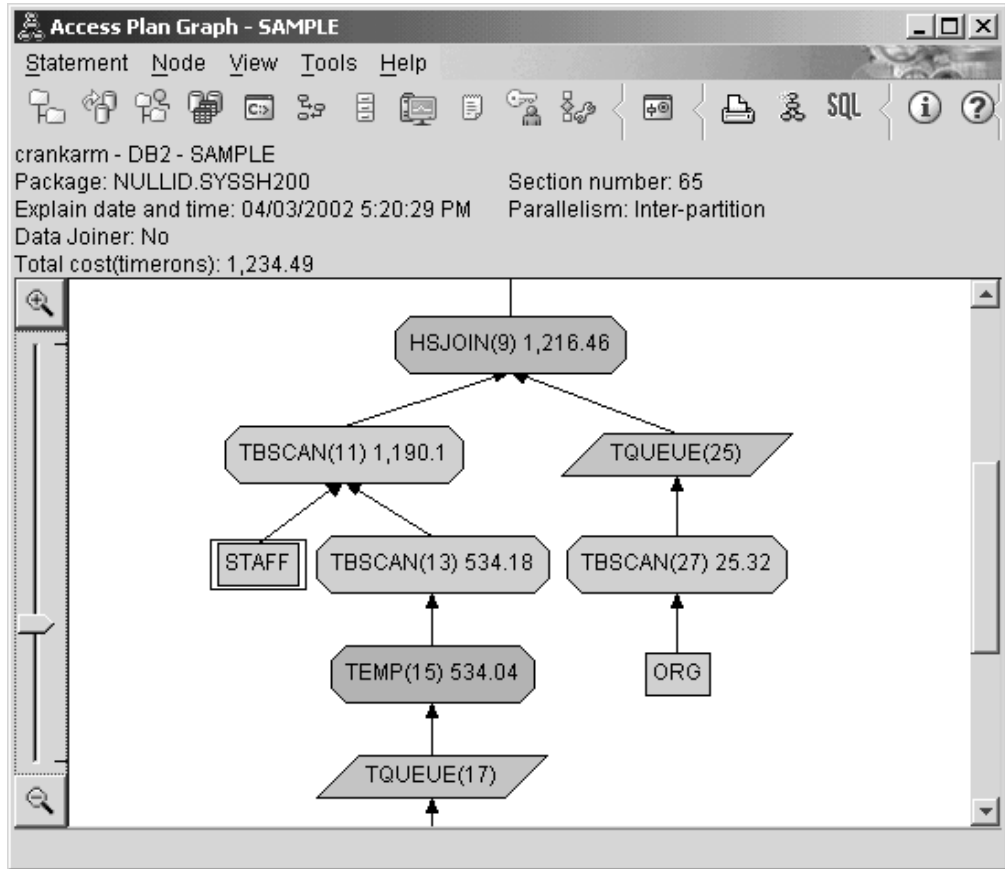 Access Plan Graph - SAMPLE
Statement Node View Tools Help
C:> SQL
crankarm - DB2 - SAMPLE
Package: NULLID.SYSSH200 Section number: 65
Explain date and time: 04/03/2002 5:20:29 PM Parallelism: Inter-partition
Data Joiner: No
Total cost(timerons): 1,234.49
HSJOIN(9) 1,216.46
TBSCAN(11) 1,190.1 TQUEUE(25)
STAFF TBSCAN(13) 534.18 TBSCAN(27) 25.32
TEMP(15) 534.04 ORG
TQUEUE(17)